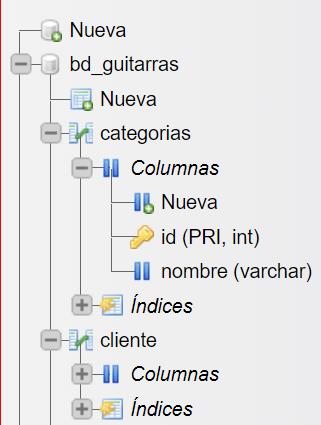 Nueva
bd_guitarras
Nueva
categorias
Columnas
Nueva
id (PRI, int)
nombre (varchar)
Índices
cliente
Columnas
Índices